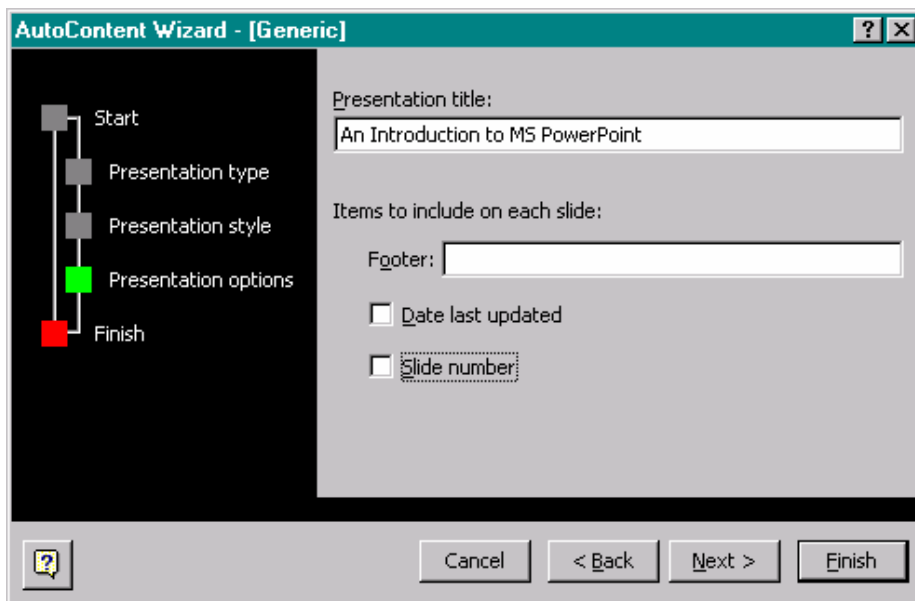 AutoContent Wizard - [Generic]
Start
Presentation type
Presentation style
Presentation options
Finish
Presentation title:
An Introduction to MS PowerPoint
Items to include on each slide:
Footer:
Date last updated
Slide number
Cancel
< Back
Next >
Finish